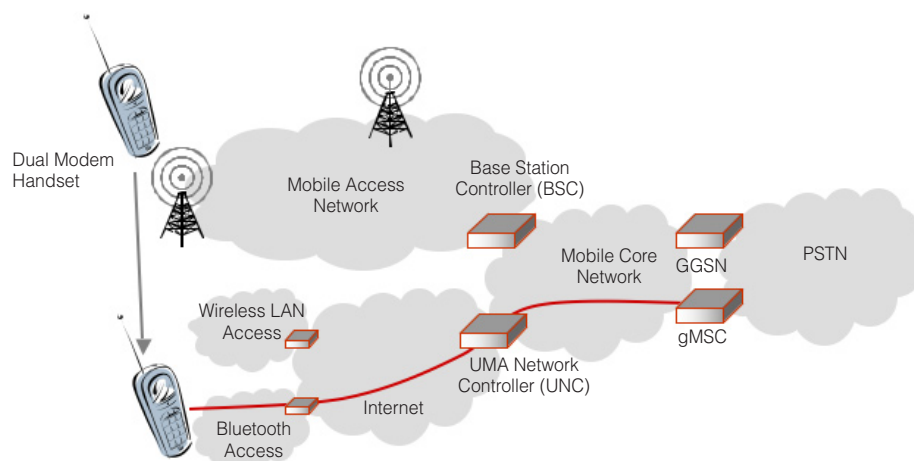 Dual Modem
Handset
Mobile Access
Network
Base Station
Controller (BSC)
Mobile Core
Network
GGSN
PSTN
gMSC
Wireless LAN
Access
UMA Network
Controller (UNC)
Internet
Bluetooth
Access